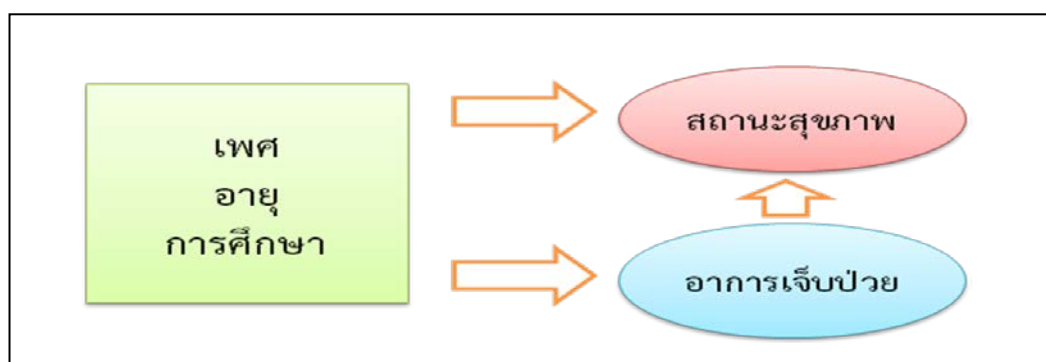 เพศ
อายุ
การศึกษา
สถานะสุขภาพ
อาการเจ็บป่วย